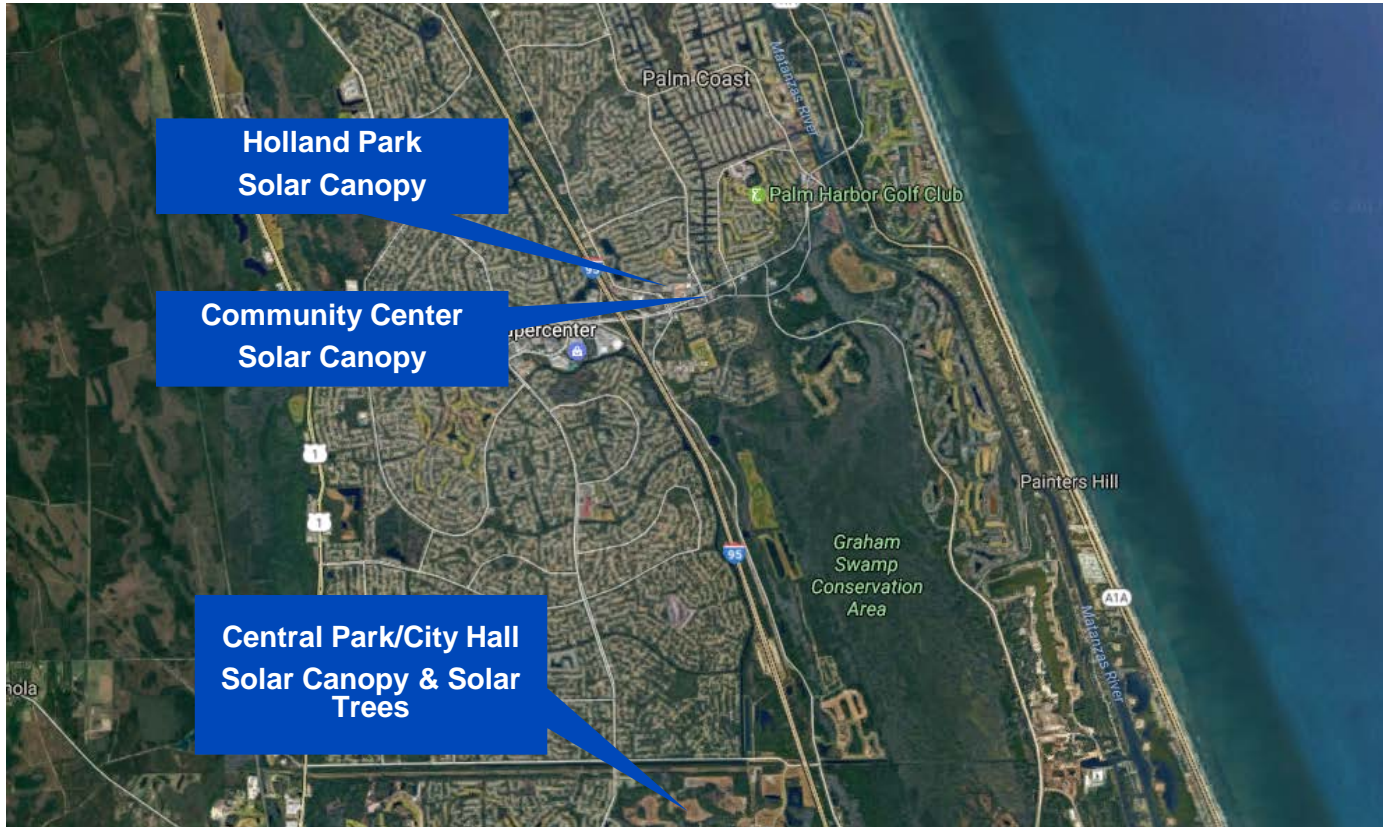 Palm Coast
Matanzas River
Holland Park
Solar Canopy
Palm Harbor Golf Club
95
Community Center
Solar Canopy
upercenter
1
Painters Hill
1
Graham
Swamp
Conservation
Area
95
A1A
Central Park/City Hall
Solar Canopy & Solar
Trees
Matanzas River
nola